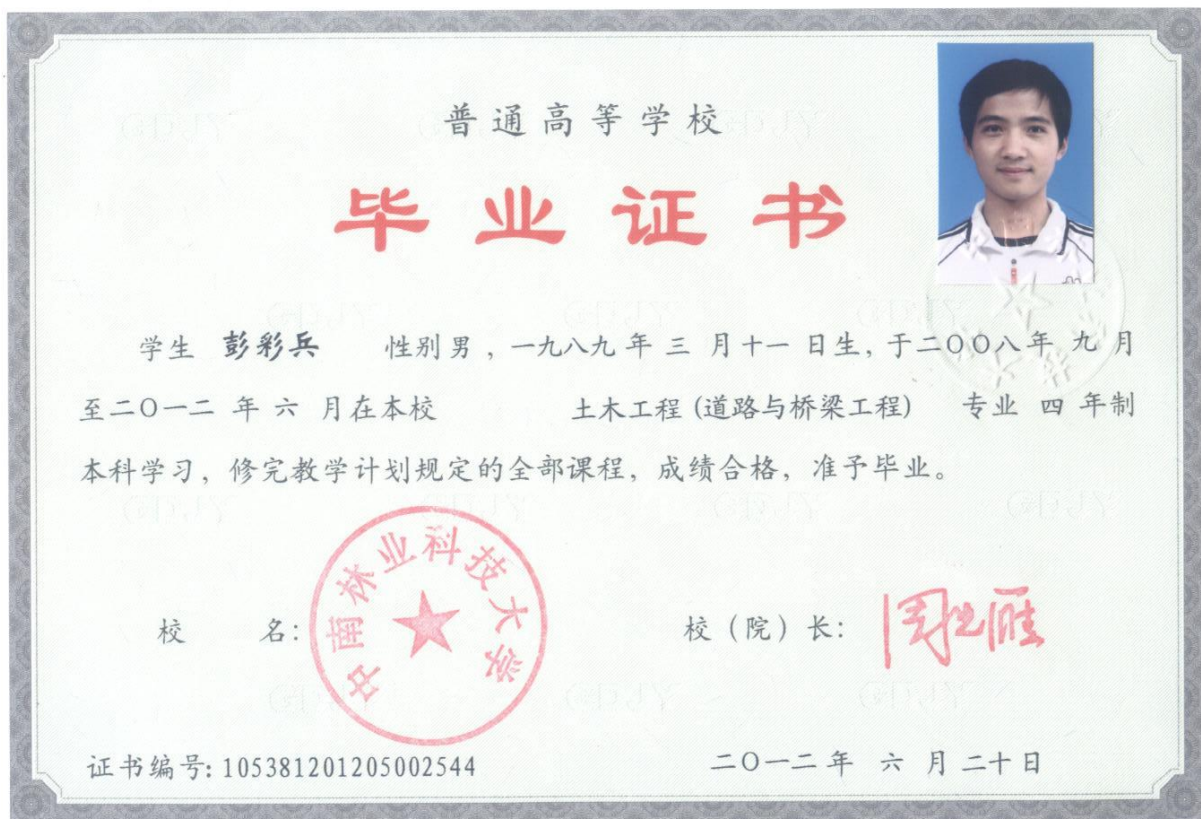 普通高等学校
毕业证书
学生 彭彩兵 性别男，一九八九年 三 月十一 日生，于二〇〇八年 九 月
至二〇一二 年 六 月在本校 土木工程(道路与桥梁工程) 专业 四 年制
本科学习，修完教学计划规定的全部课程，成绩合格，准予毕业。
中南林业科技大学
校 名：
校（院）长：
证书编号：105381201205002544
二〇一二年 六 月 二十 日